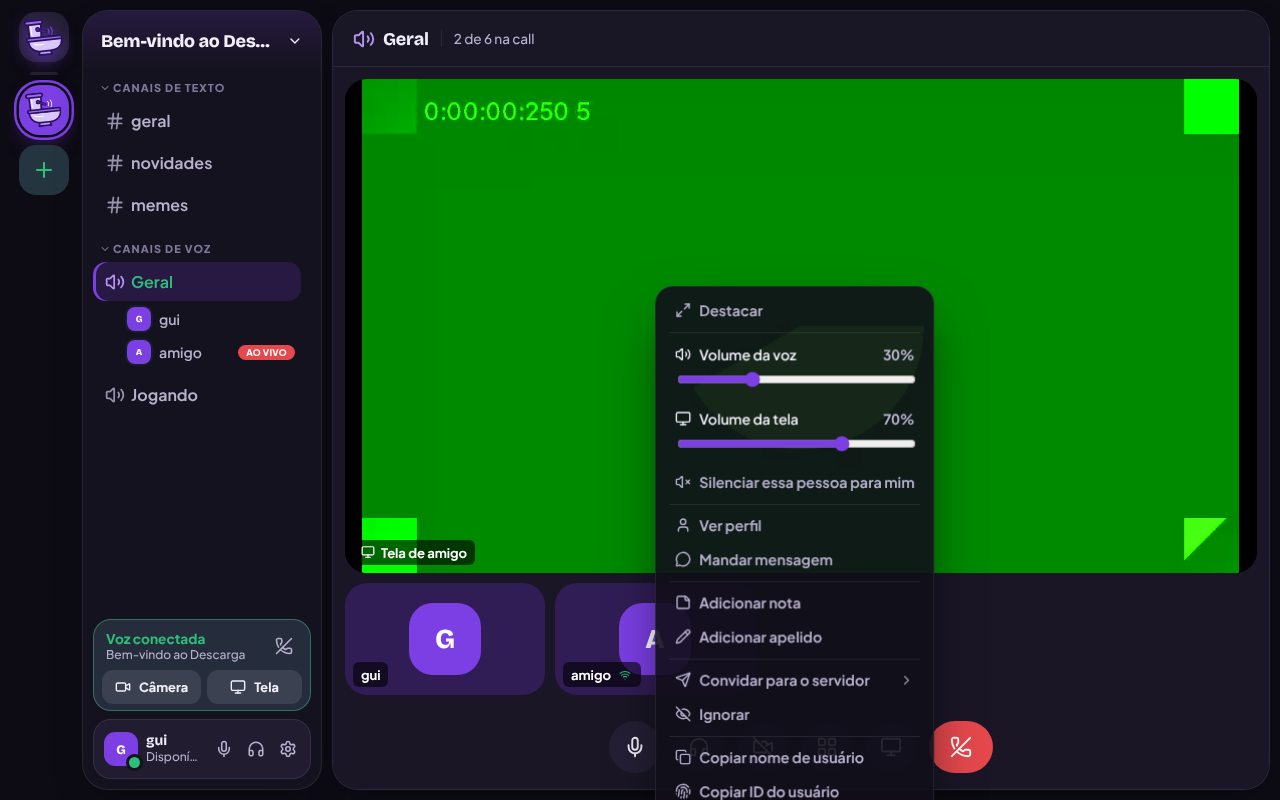 Bem-vindo ao Des...
CANAIS DE TEXTO
geral
novidades
memes
CANAIS DE VOZ
Geral
G
gui
A
amigo
AO VIVO
Jogando
Voz conectada
Bem-vindo ao Descarga
Câmera
Tela
G
gui
Disponí...
Geral
2 de 6 na call
0:00:00:250 5
Tela de amigo
G
gui
A
amigo
Destacar
Volume da voz
30%
Volume da tela
70%
Silenciar essa pessoa para mim
Ver perfil
Mandar mensagem
Adicionar nota
Adicionar apelido
Convidar para o servidor
Ignorar
Copiar nome de usuário
Copiar ID do usuário